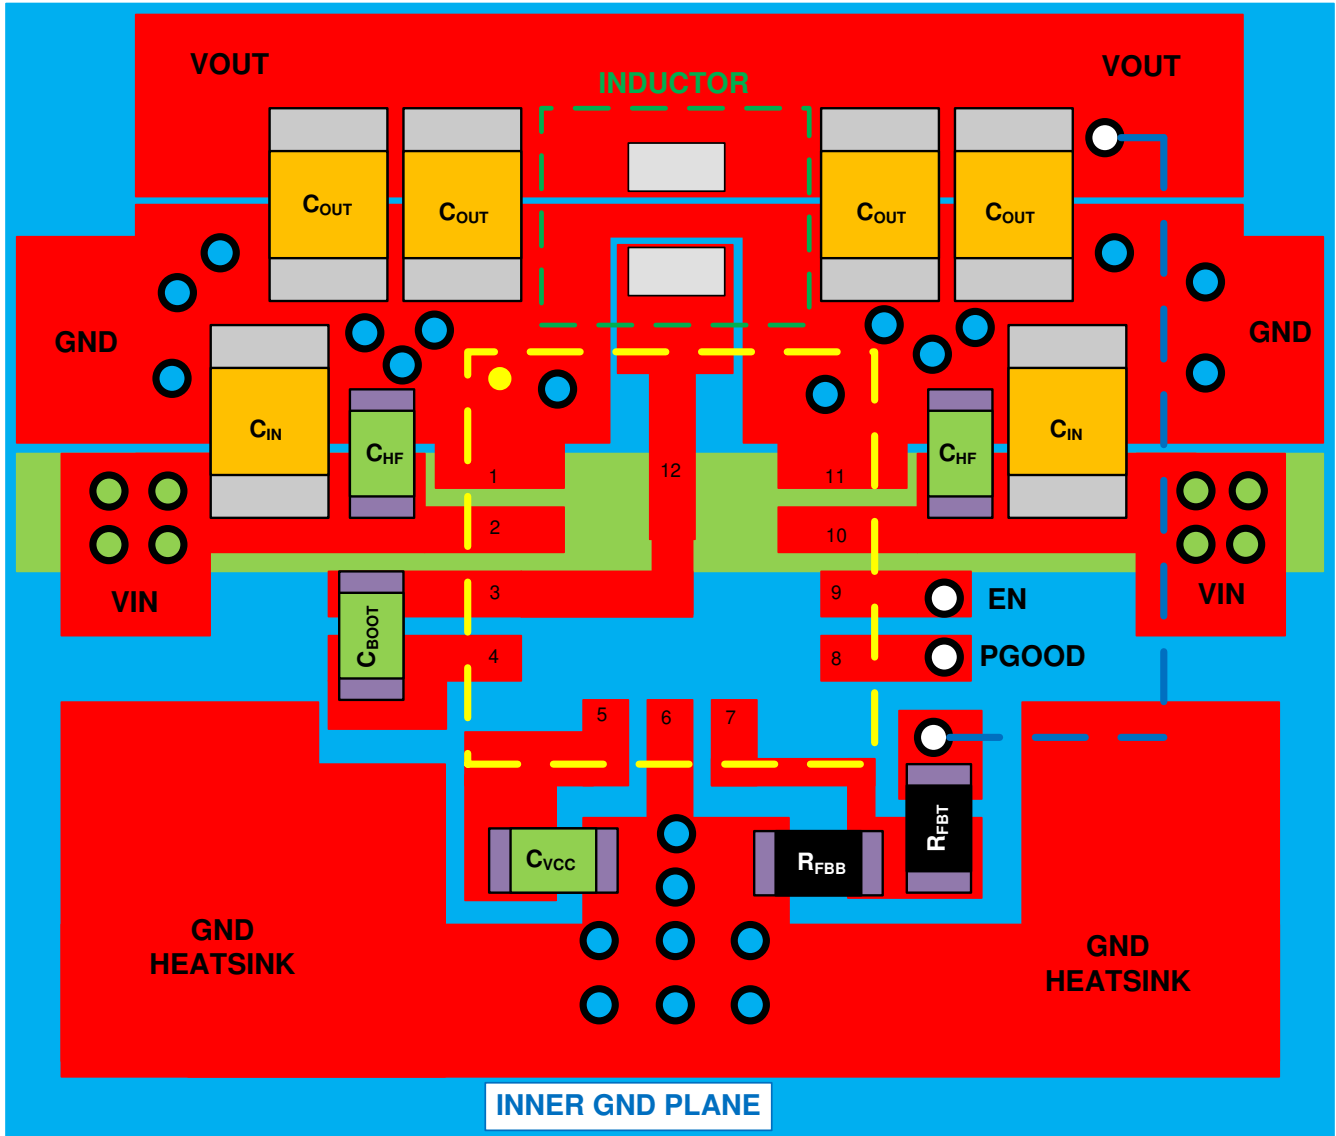 VOUT
VOUT
INDUCTOR
COUT
COUT
COUT
COUT
GND
GND
CIN
CHF
CHF
CIN
1
12
11
2
10
VIN
VIN
3
9
EN
CBOOT
4
8
PGOOD
5
6
7
RFBT
CVCC
RFBB
GND
HEATSINK
GND
HEATSINK
INNER GND PLANE